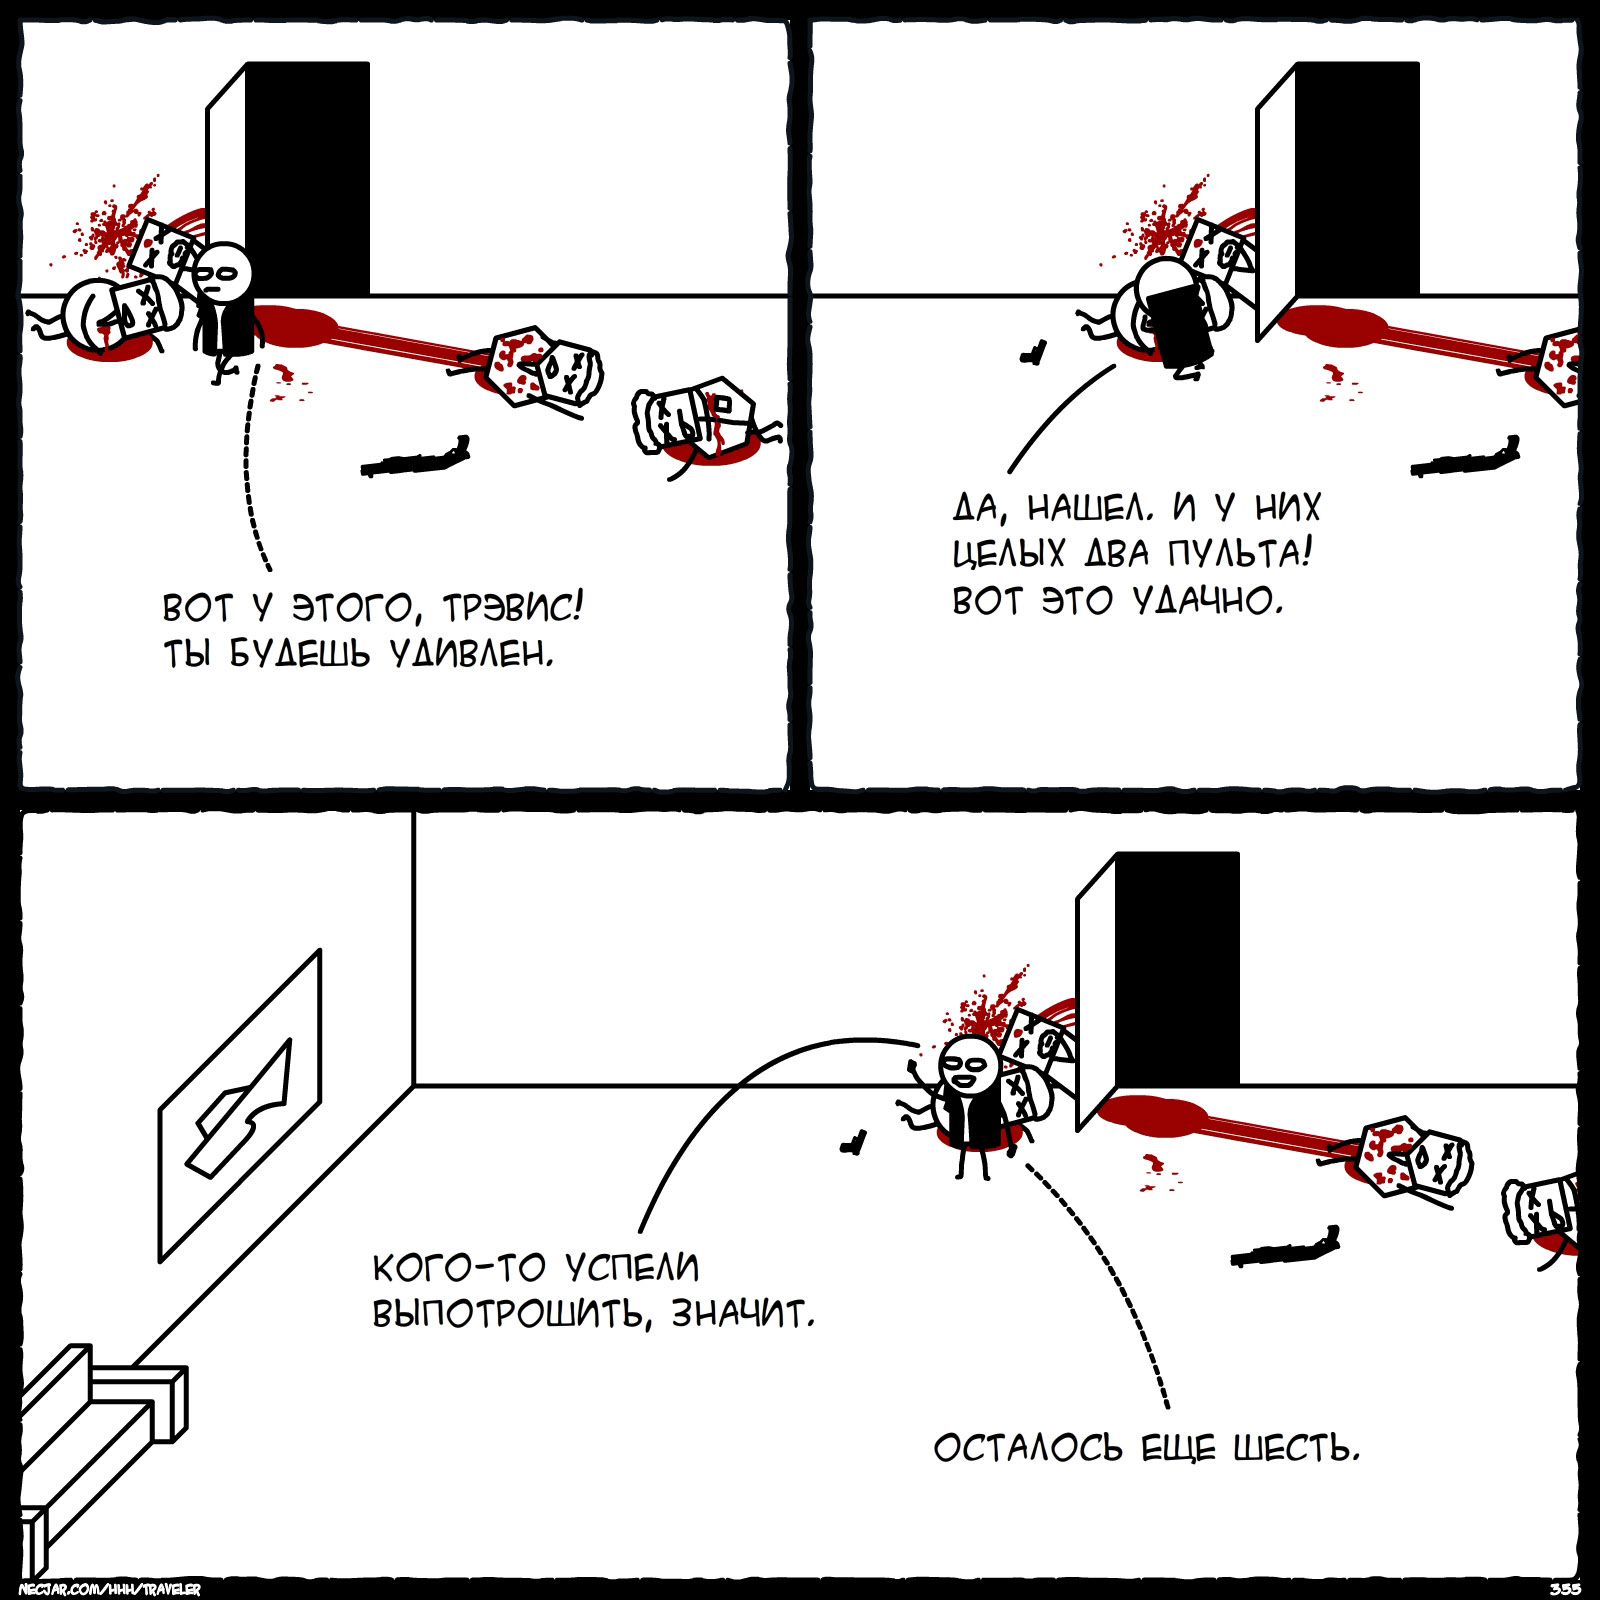 ВОТ У ЭТОГО, ТРЭВИС!
ТЫ БУДЕШЬ УДИВЛЕН.
ДА, НАШЕЛ. И У НИХ
ЦЕЛЫХ ДВА ПУЛЬТА!
ВОТ ЭТО УДАЧНО.
КОГО-ТО УСПЕЛИ
ВЫПОТРОШИТЬ, ЗНАЧИТ.
ОСТАЛОСЬ ЕЩЕ ШЕСТЬ.
NECJAR.COM/HHH/TRAVELER
355